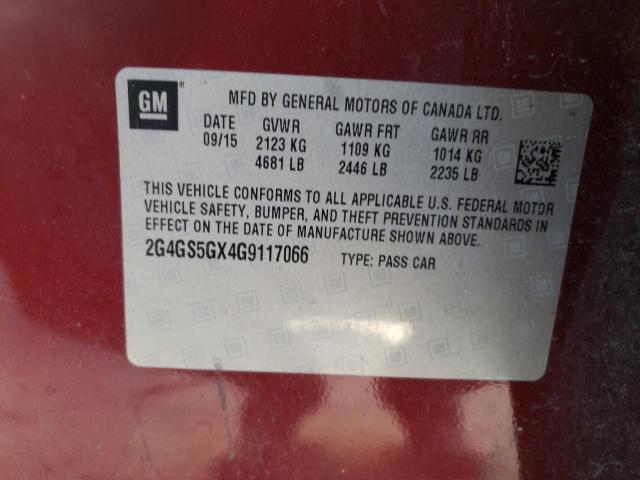 GM
MFD BY GENERAL MOTORS OF CANADA LTD.
DATE GVWR GAWR FRT GAWR RR
09/15 2123 KG 1109 KG 1014 KG
4681 LB 2446 LB 2235 LB
THIS VEHICLE CONFORMS TO ALL APPLICABLE U.S. FEDERAL MOTOR
VEHICLE SAFETY, BUMPER, AND THEFT PREVENTION STANDARDS IN
EFFECT ON THE DATE OF MANUFACTURE SHOWN ABOVE.
2G4GS5GX4G9117066 TYPE: PASS CAR